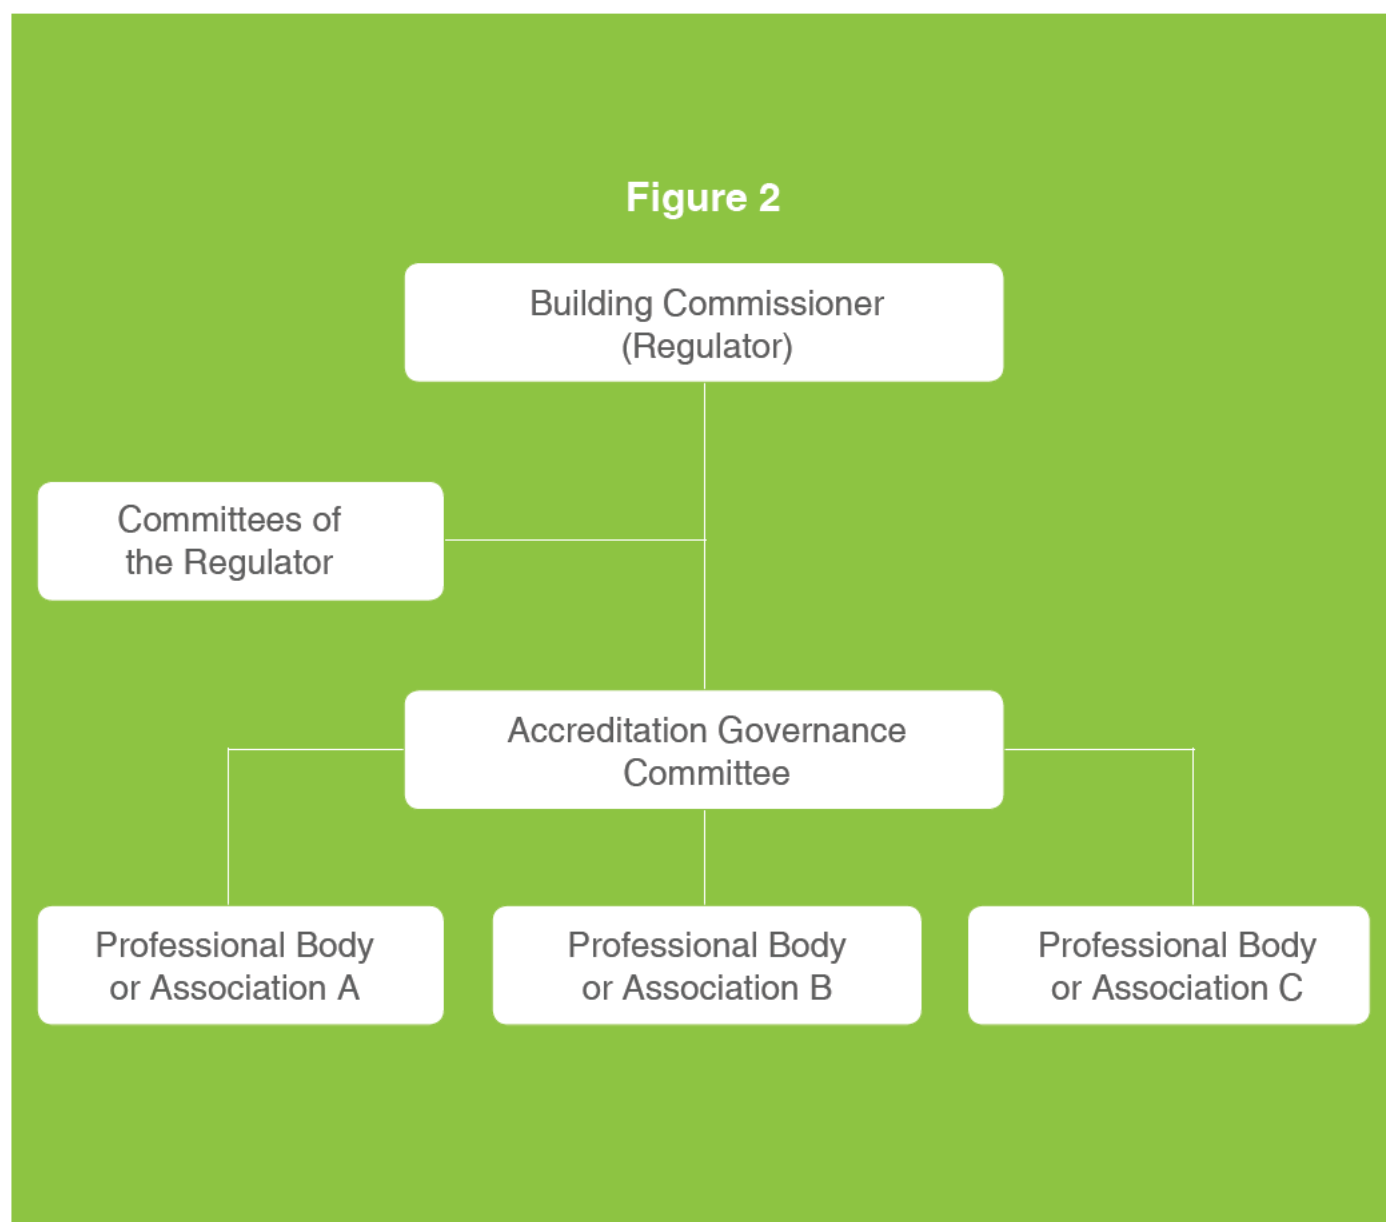 Figure 2
Building Commissioner
(Regulator)
Committees of
the Regulator
Accreditation Governance
Committee
Professional Body
or Association A
Professional Body
or Association B
Professional Body
or Association C